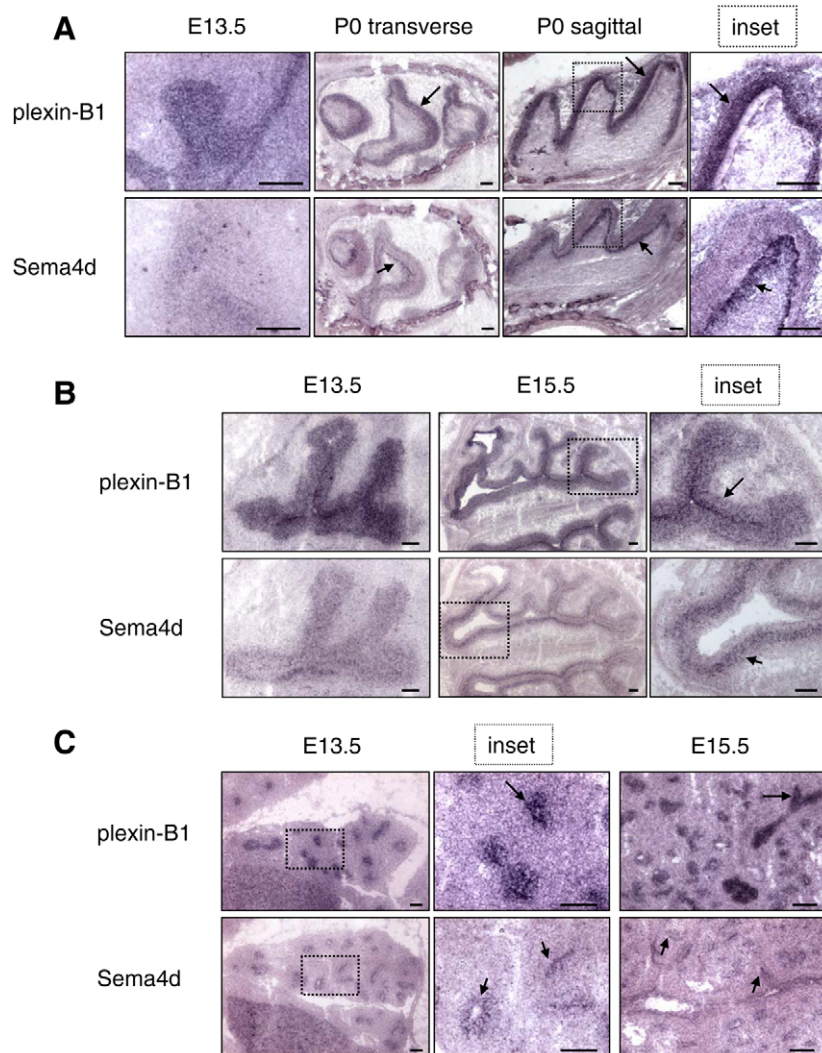 A
E13.5 P0 transverse P0 sagittal inset
plexin-B1
Sema4d
B
E13.5 E15.5 inset
plexin-B1
Sema4d
C
E13.5 inset E15.5
plexin-B1
Sema4d